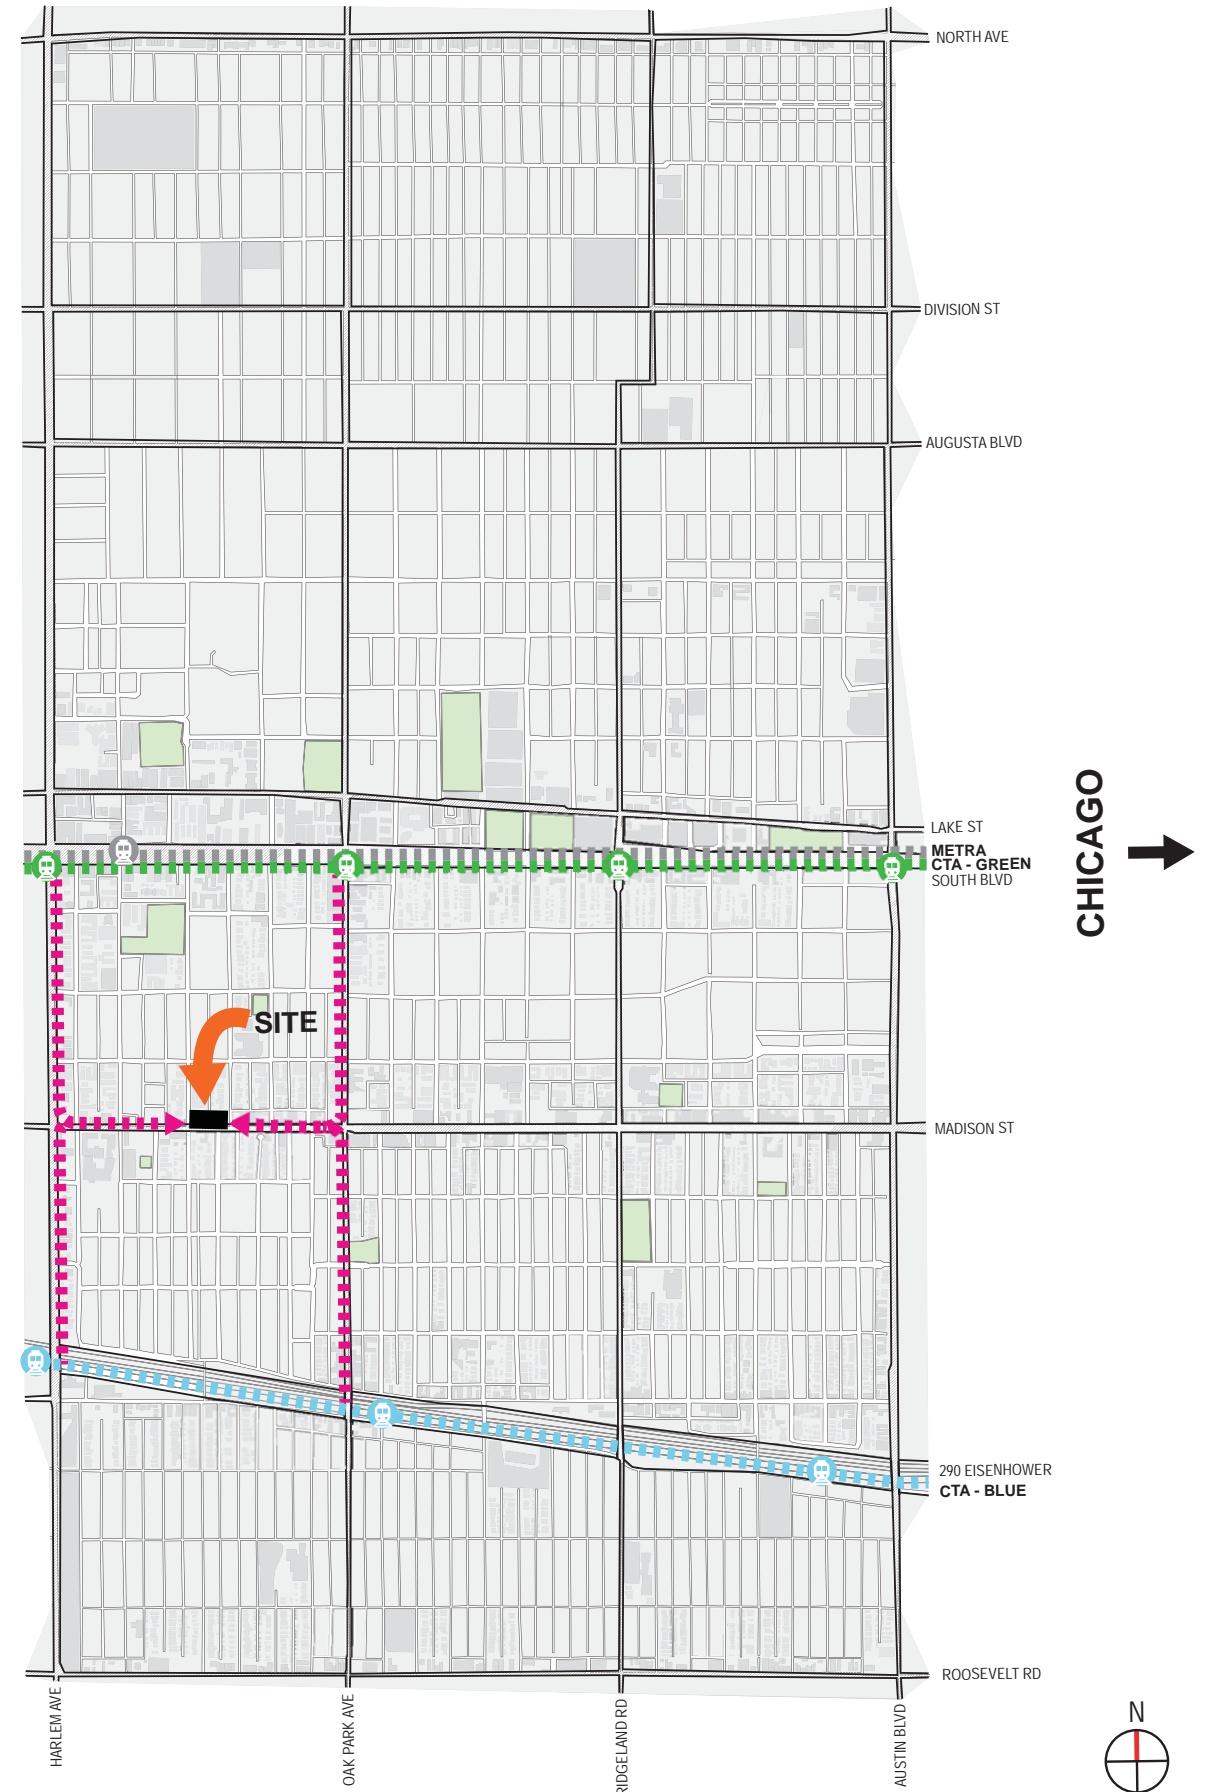 NORTH AVE
DIVISION ST
AUGUSTA BLVD
CHICAGO
LAKE ST
METRA
CTA - GREEN
SOUTH BLVD
SITE
MADISON ST
290 EISENHOWER
CTA - BLUE
ROOSEVELT RD
HARLEM AVE
OAK PARK AVE
RIDGELAND RD
AUSTIN BLVD
N